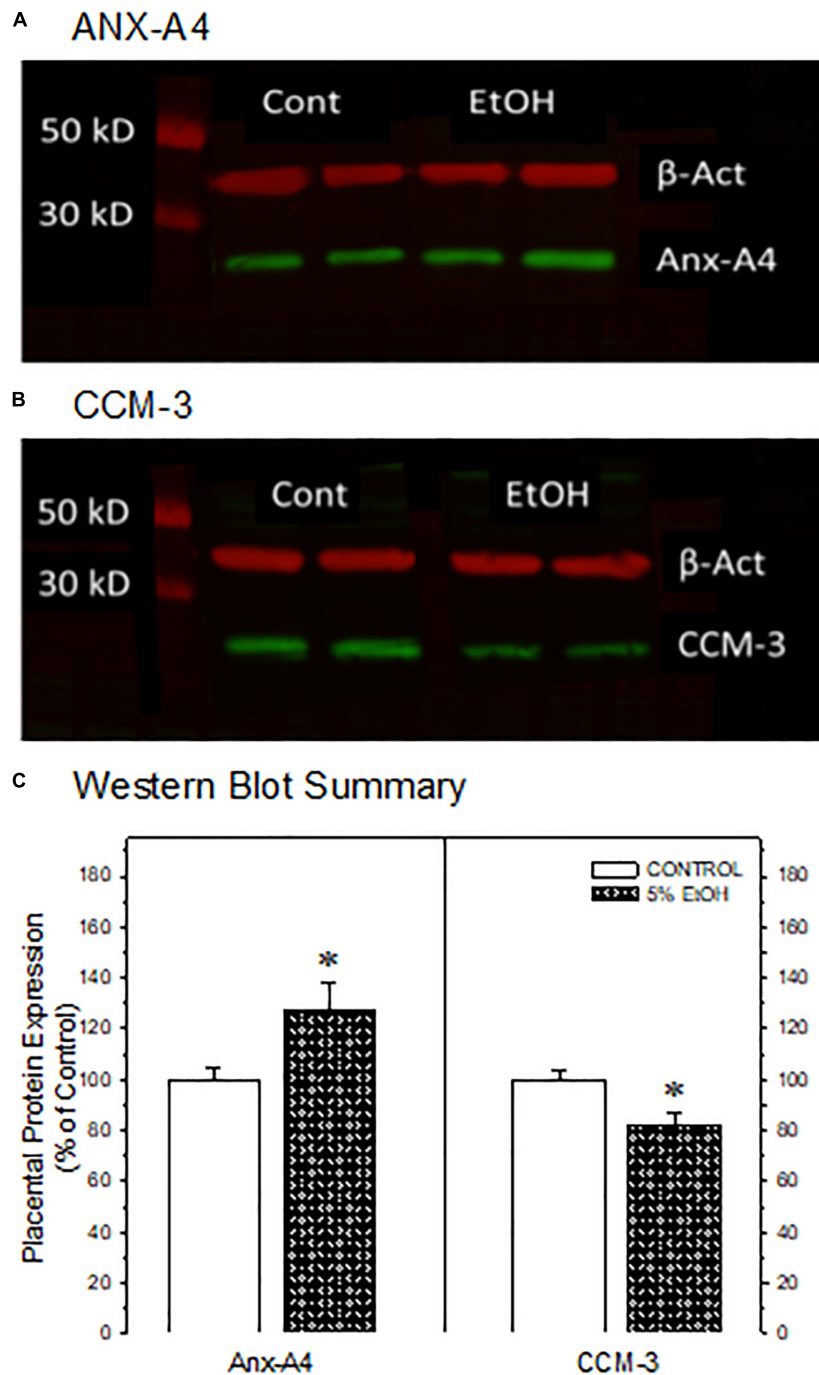 A ANX-A4
Cont EtOH
50 kD
β-Act
30 kD
Anx-A4
B CCM-3
Cont EtOH
50 kD
β-Act
30 kD
CCM-3
C Western Blot Summary
Placental Protein Expression
(% of Control)
180
160
140
120
100
80
60
40
20
0
*
*
CONTROL
5% EtOH
180
160
140
120
100
80
60
40
20
0
Anx-A4 CCM-3